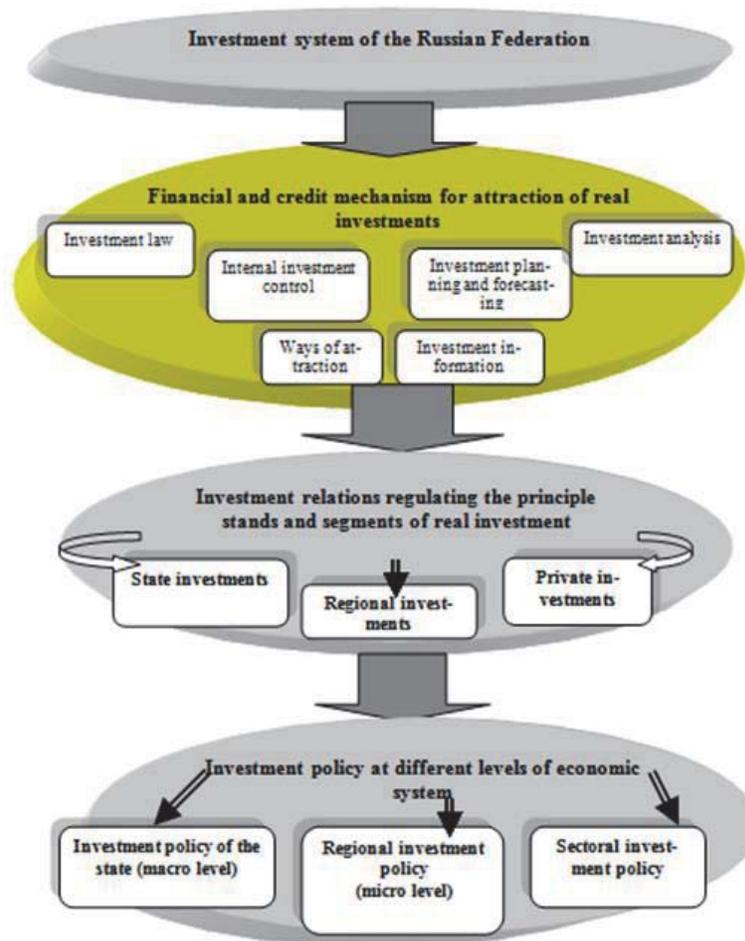 Investment system of the Russian Federation
Financial and credit mechanism for attraction of real
investments
Investment law
Investment analysis
Internal investment
control
Investment plan-
ning and forecast-
ing
Ways of at-
traction
Investment in-
formation
Investment relations regulating the principle
stands and segments of real investment
State investments
Regional invest-
ments
Private in-
vestments
Investment policy at different levels of economic
system
Investment policy of the
state (macro level)
Regional investment
policy
(micro level)
Sectoral invest-
ment policy